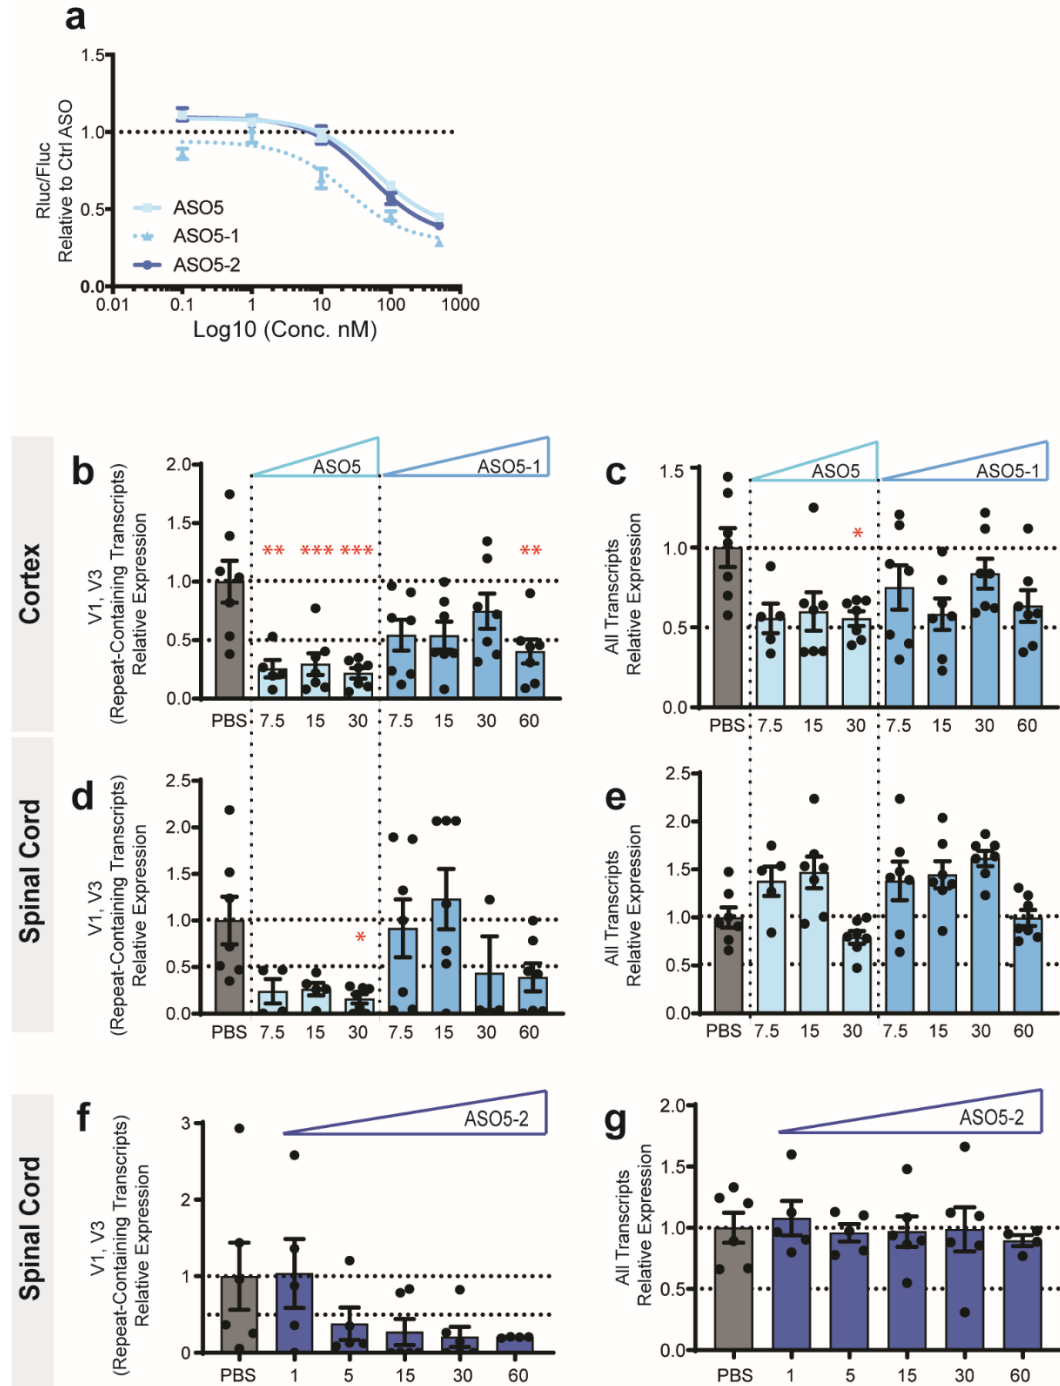 a
1.5
1.0
0.5
0.0
Rluc/Fluc
Relative to Ctrl ASO
ASO5
ASO5-1
ASO5-2
0.01 0.1 1 10 100 1000
Log10 (Conc. nM)
Cortex
b
V1, V3
(Repeat-Containing Transcripts)
Relative Expression
2.0
1.5
1.0
0.5
0.0
ASO5 ASO5-1
** *** *** **
PBS 7.5 15 30 7.5 15 30 60
c
All Transcripts
Relative Expression
1.5
1.0
0.5
0.0
ASO5 ASO5-1
*
PBS 7.5 15 30 7.5 15 30 60
Spinal Cord
d
V1, V3
(Repeat-Containing Transcripts)
Relative Expression
2.5
2.0
1.5
1.0
0.5
0.0
*
PBS 7.5 15 30 7.5 15 30 60
e
All Transcripts
Relative Expression
2.5
2.0
1.5
1.0
0.5
0.0
PBS 7.5 15 30 7.5 15 30 60
Spinal Cord
f
V1, V3
(Repeat-Containing Transcripts)
Relative Expression
3
2
1
0
ASO5-2
PBS 1 5 15 30 60
g
All Transcripts
Relative Expression
2.0
1.5
1.0
0.5
0.0
ASO5-2
PBS 1 5 15 30 60